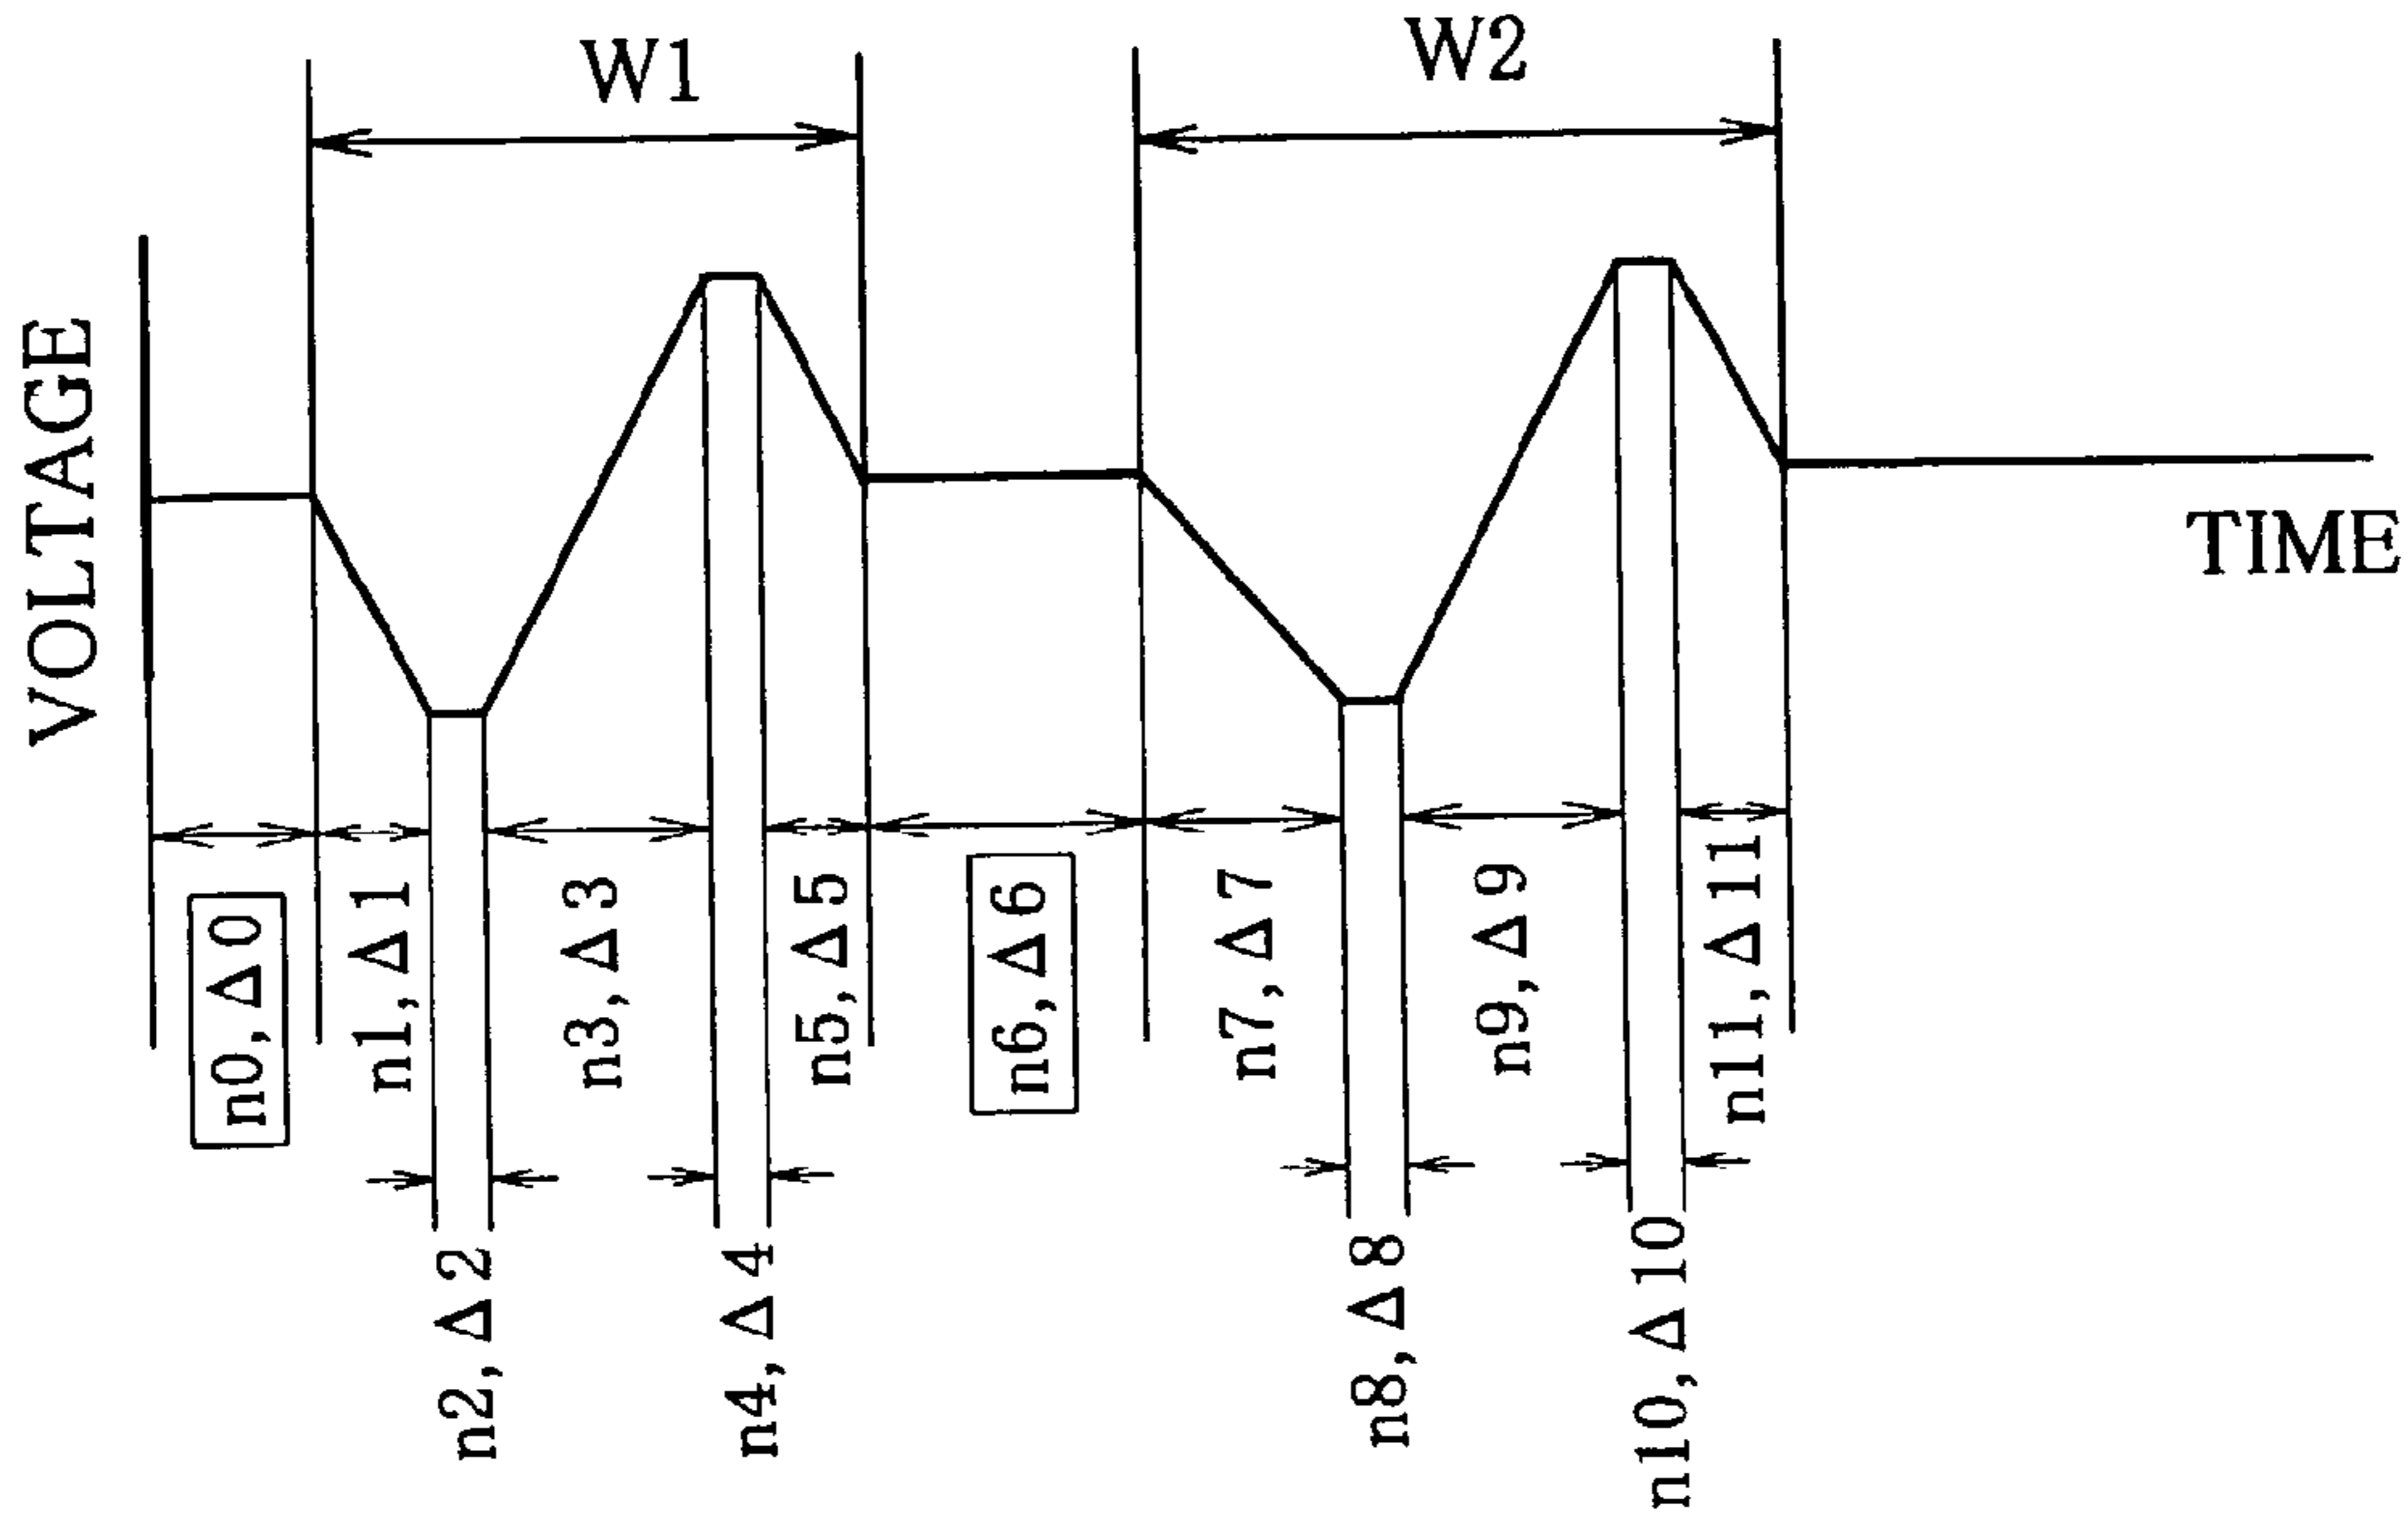 W1
W2
VOLTAGE
TIME
n0, Δ0
n1, Δ1
n3, Δ3
n5, Δ5
n6, Δ6
n7, Δ7
n9, Δ9
n11, Δ11
n2, Δ2
n4, Δ4
n8, Δ8
n10, Δ10